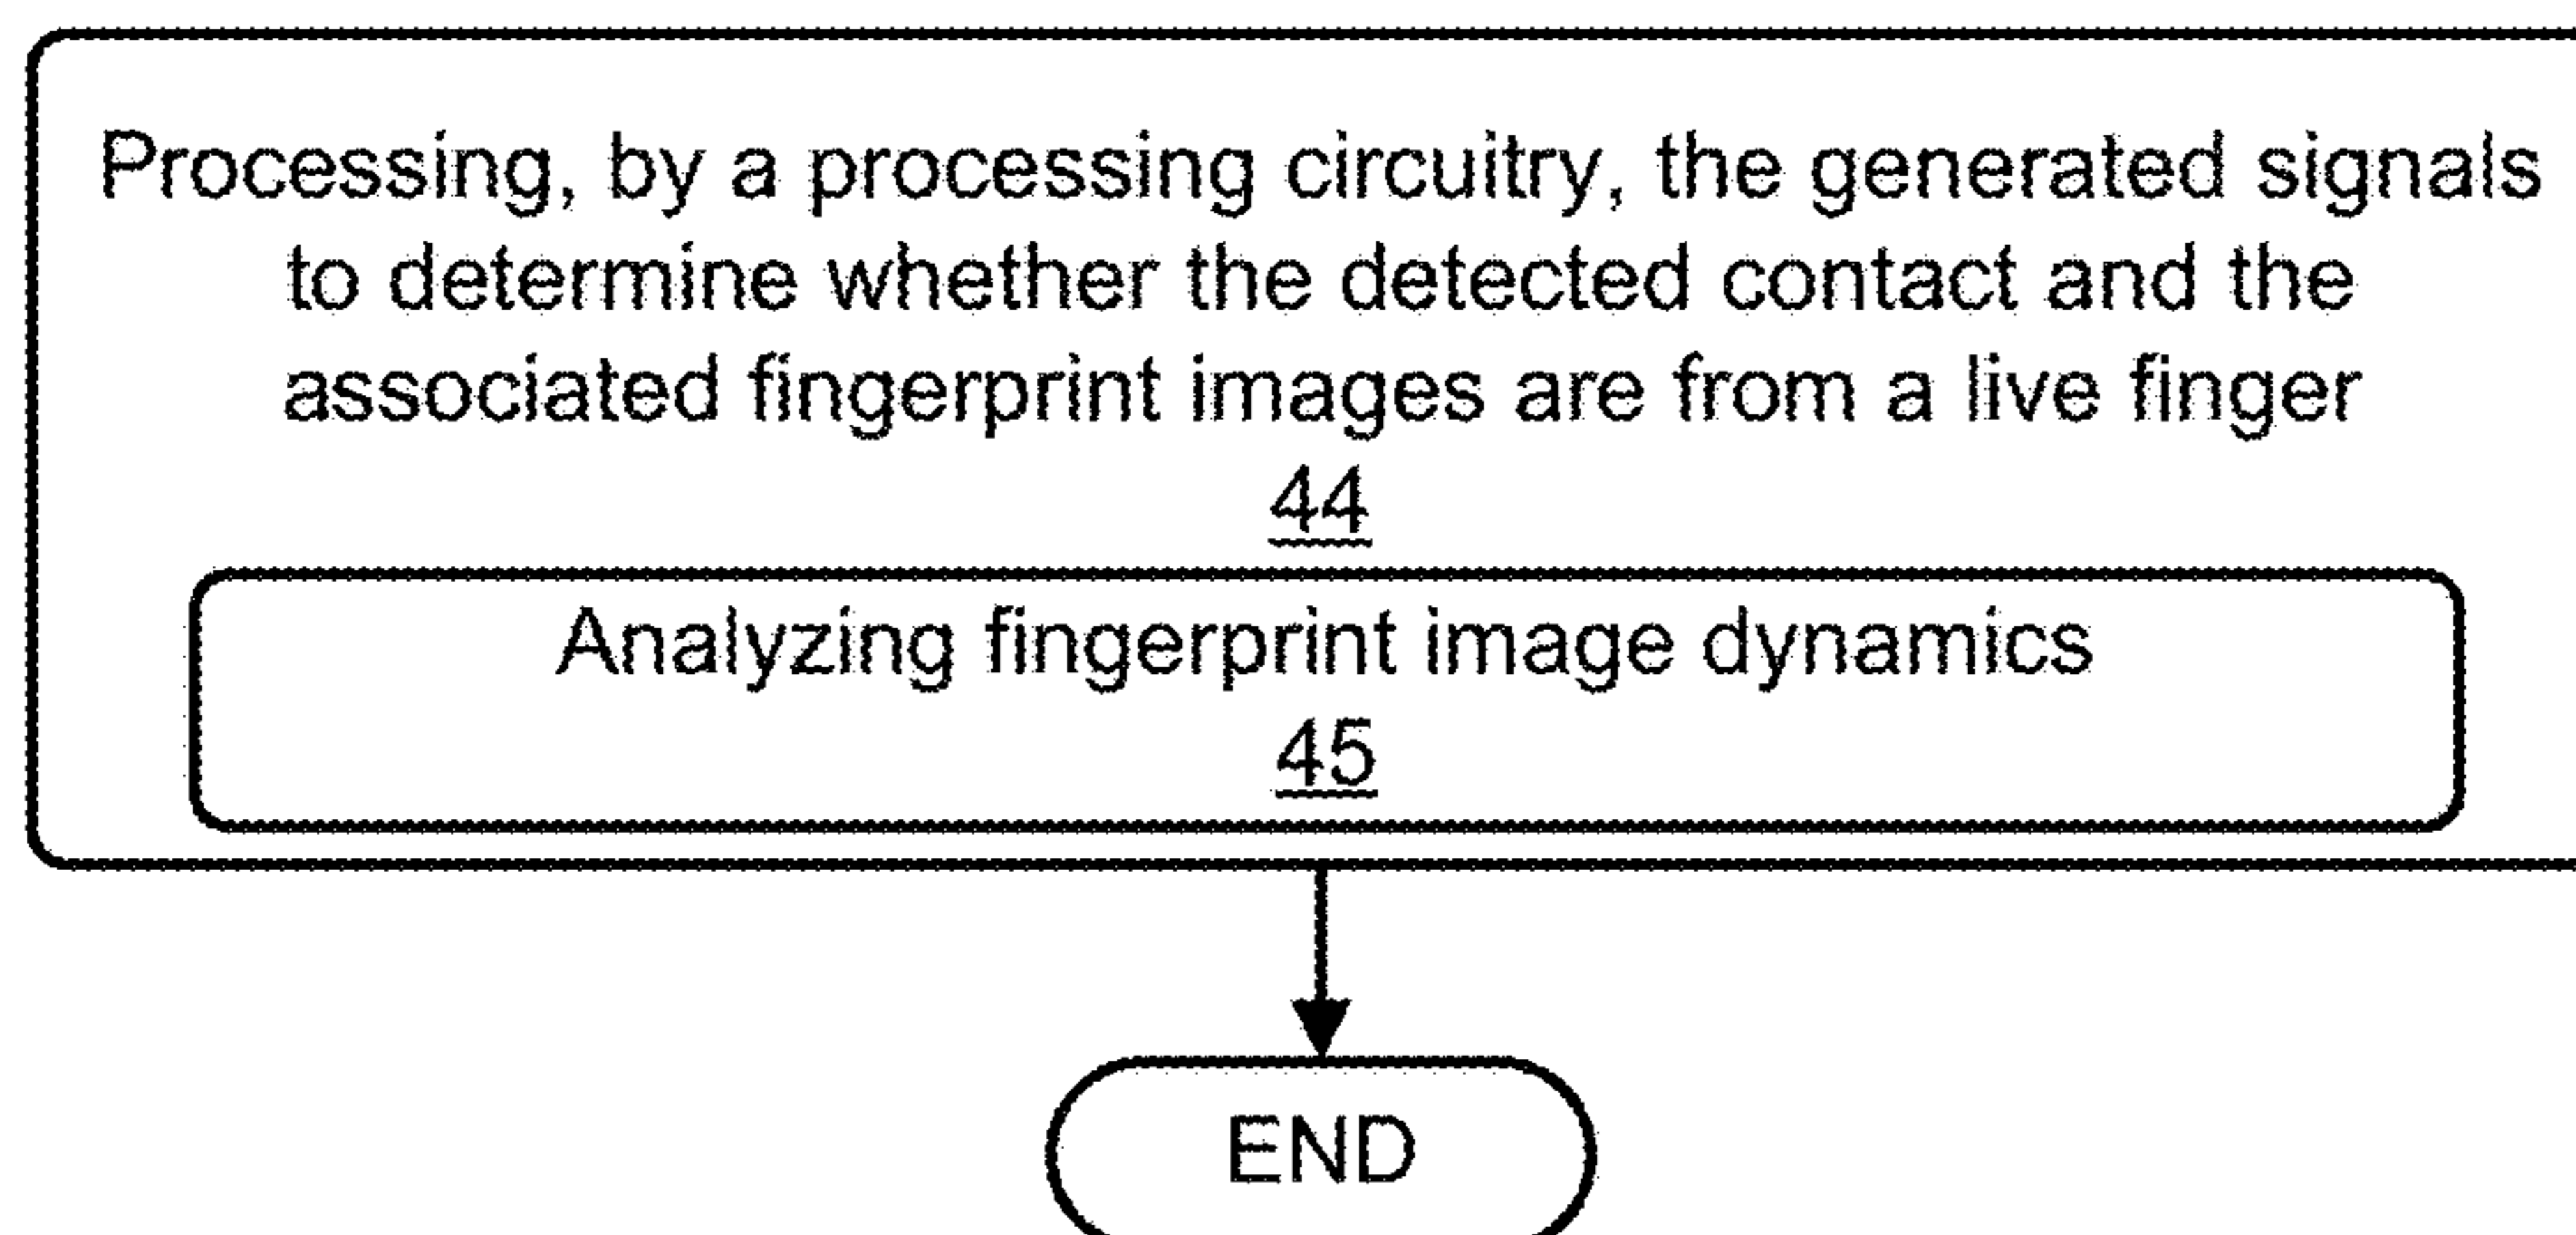 Processing, by a processing circuitry, the generated signals
to determine whether the detected contact and the
associated fingerprint images are from a live finger
44
Analyzing fingerprint image dynamics
45
END